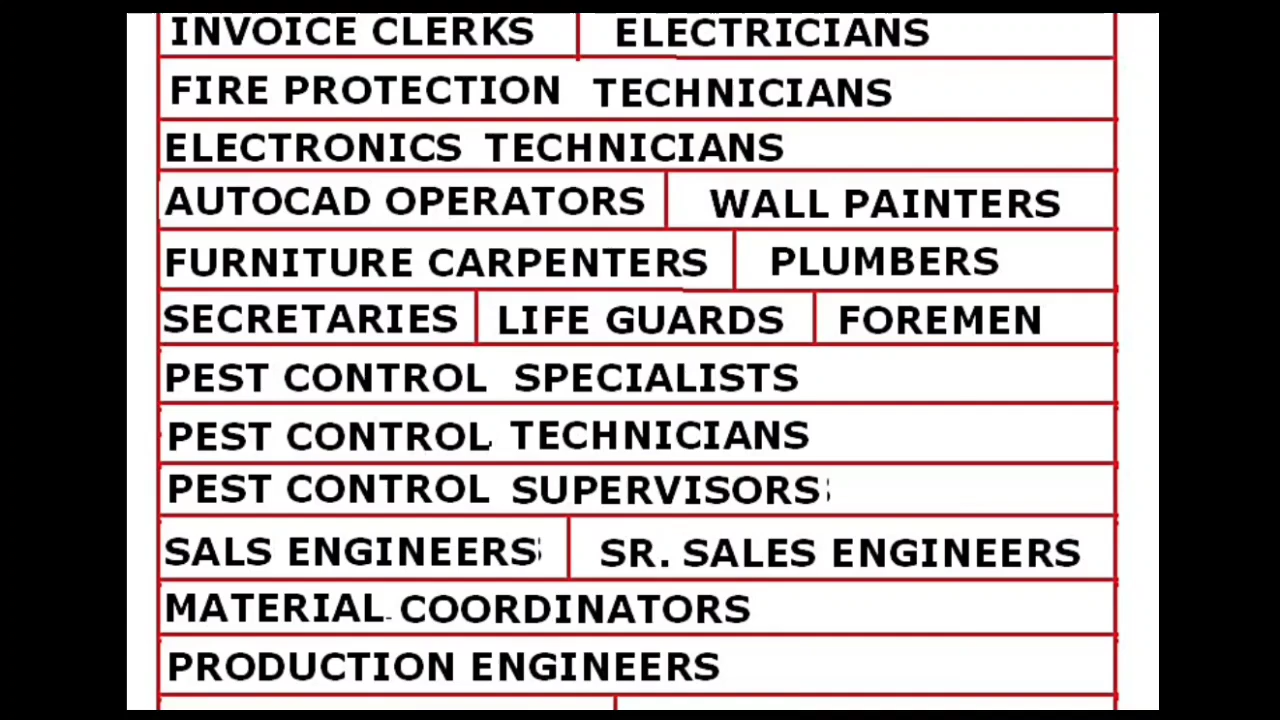 INVOICE CLERKS ELECTRICIANS
FIRE PROTECTION TECHNICIANS
ELECTRONICS TECHNICIANS
AUTOCAD OPERATORS WALL PAINTERS
FURNITURE CARPENTERS PLUMBERS
SECRETARIES LIFE GUARDS FOREMEN
PEST CONTROL SPECIALISTS
PEST CONTROL TECHNICIANS
PEST CONTROL SUPERVISORS
SALS ENGINEERS SR. SALES ENGINEERS
MATERIAL COORDINATORS
PRODUCTION ENGINEERS